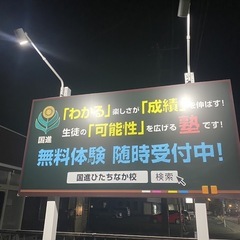 「わかる」楽しさが「成績」を伸ばす!
生徒の「可能性」を広げる塾です!
国進
無料体験 随時受付中!
国進ひたちなか校 検索